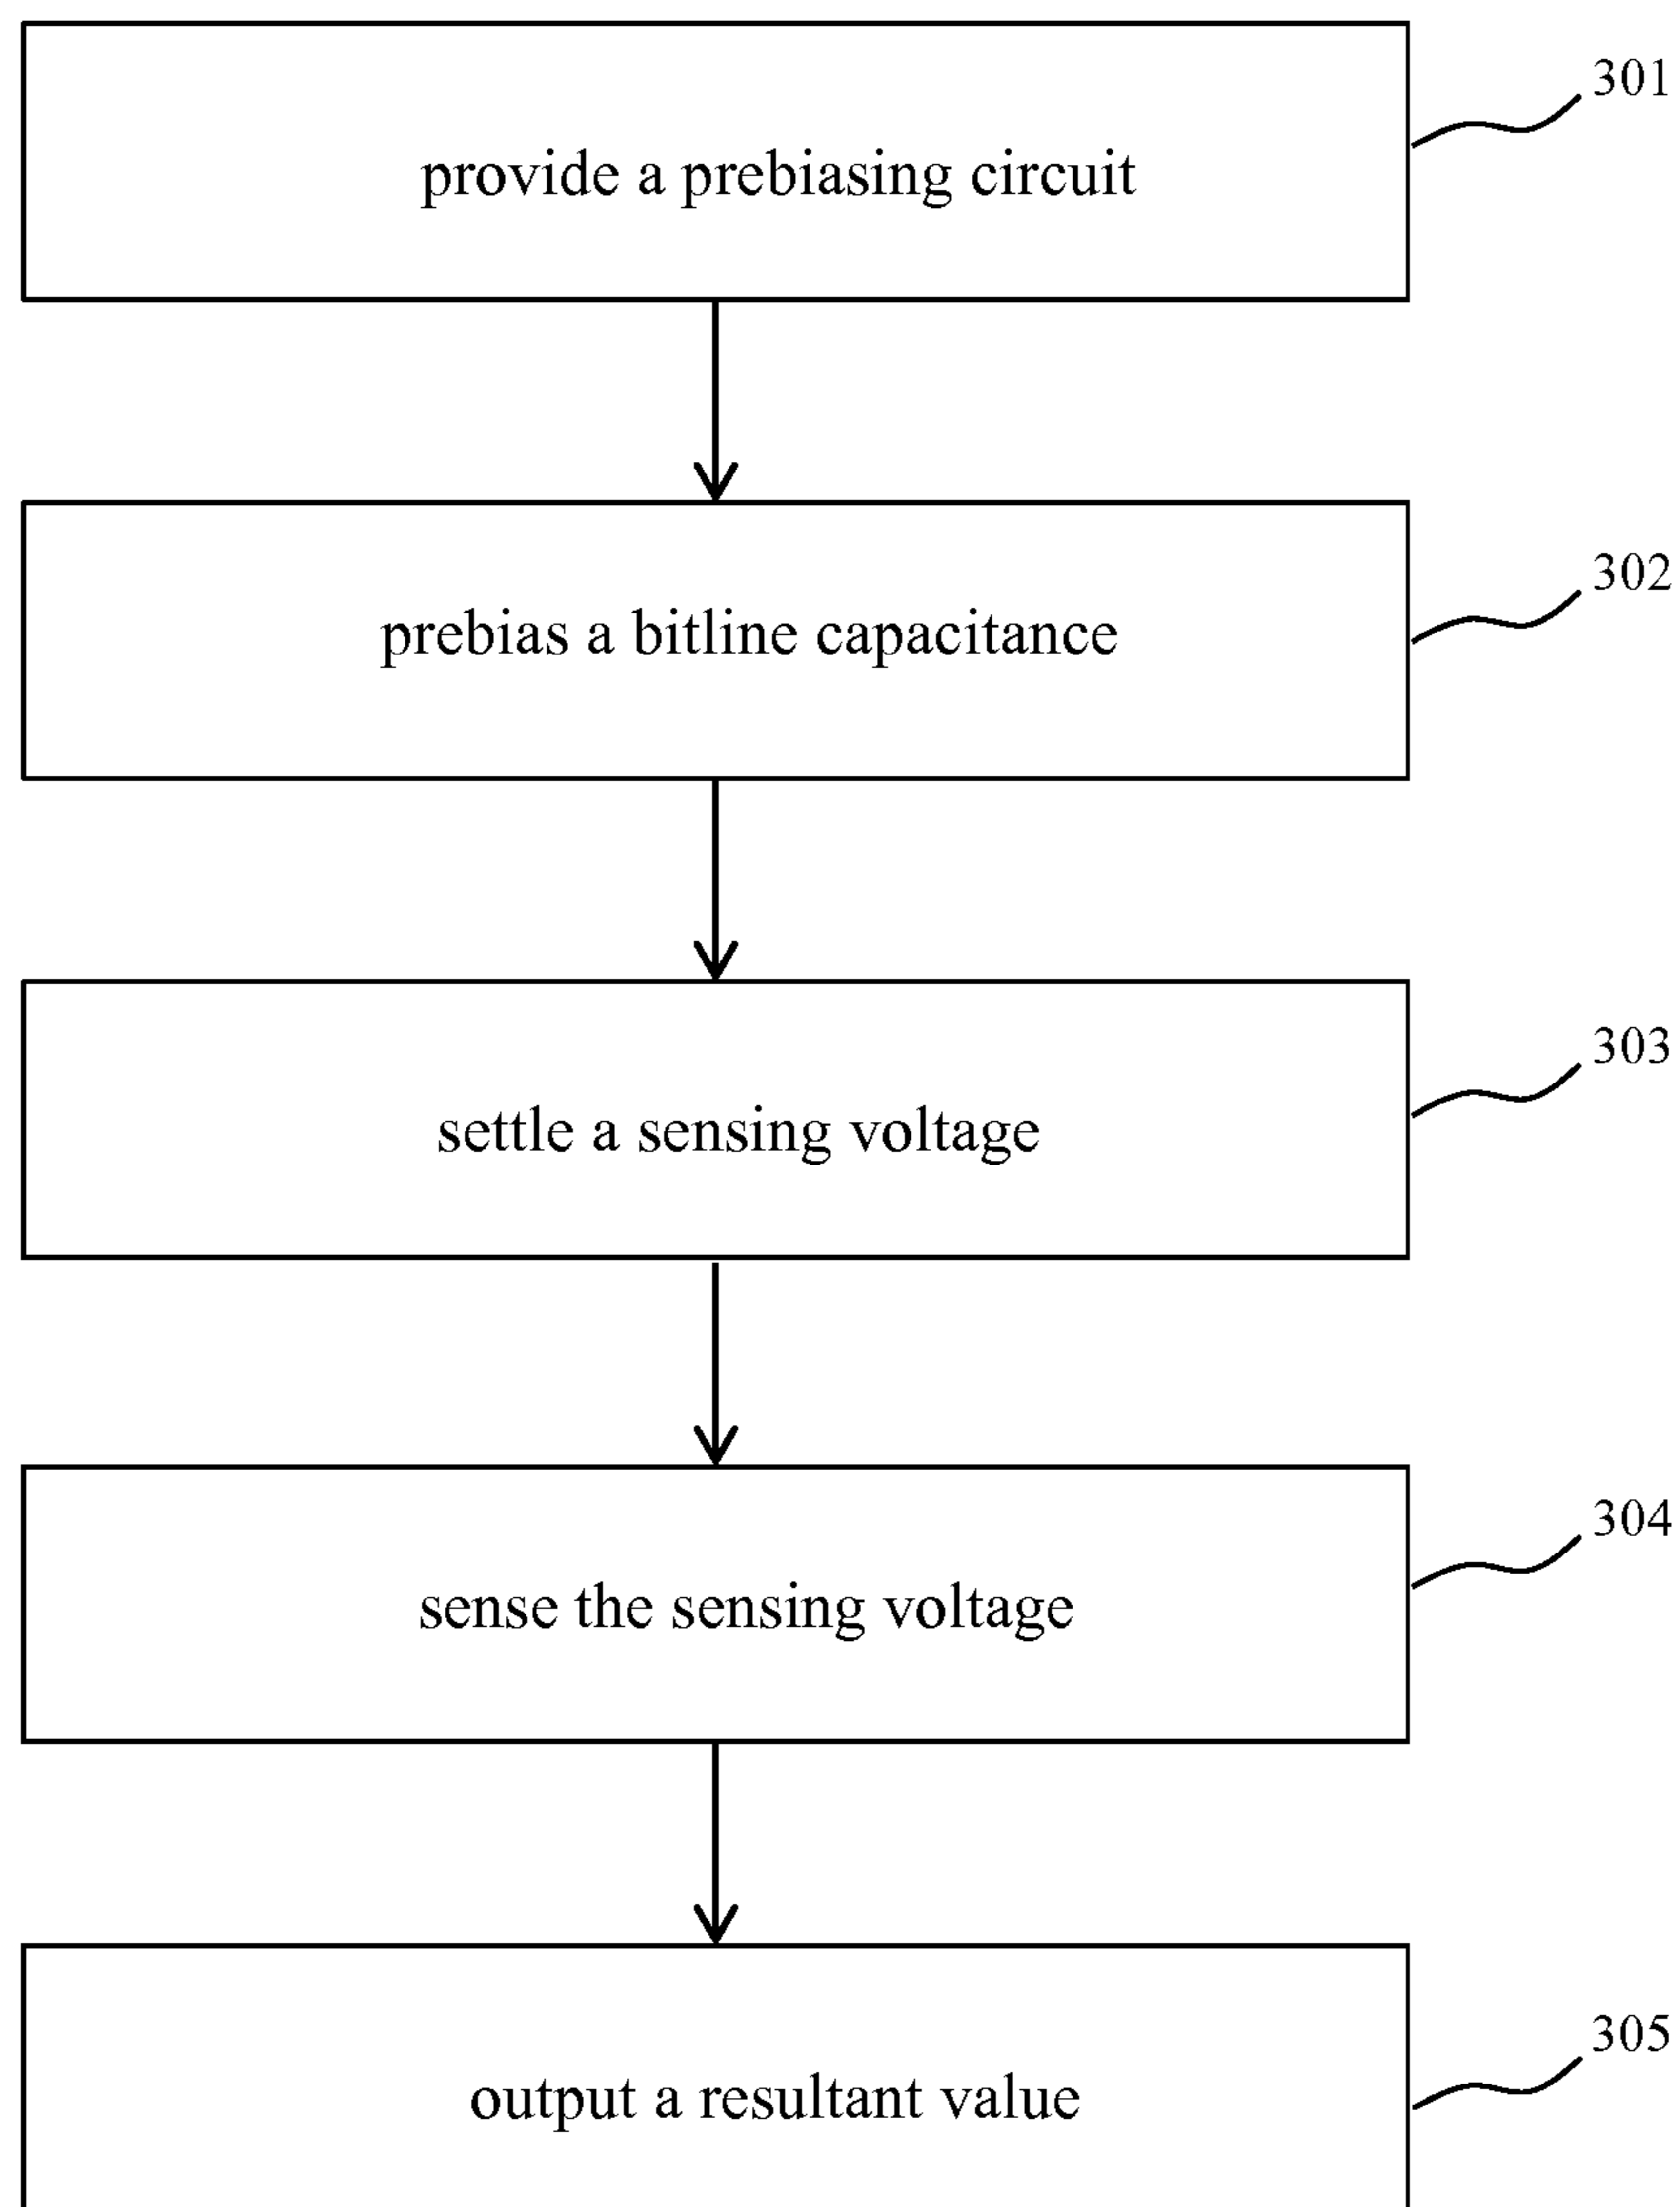 301
provide a prebiasing circuit
302
prebias a bitline capacitance
303
settle a sensing voltage
304
sense the sensing voltage
305
output a resultant value